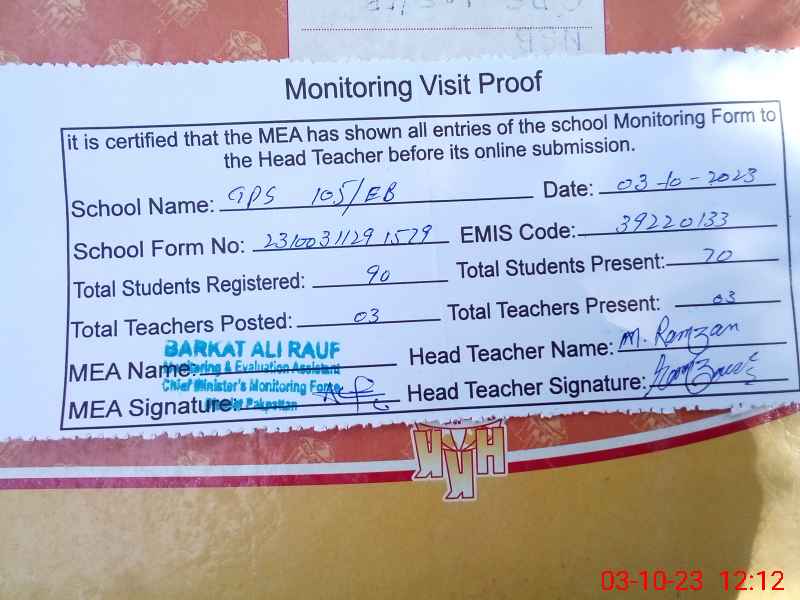 Monitoring Visit Proof
it is certified that the MEA has shown all entries of the school Monitoring Form to
the Head Teacher before its online submission.
School Name: GPS 105/EB Date: 03-10-2023
School Form No: 2310031129 1579 EMIS Code: 39220133
Total Students Registered: 90 Total Students Present: 70
Total Teachers Posted: 03 Total Teachers Present: 03
BARKAT ALI RAUF
MEA Name: Monitoring & Evaluation Assistant Head Teacher Name: M. Ramzan
Chief Minister's Monitoring Force
MEA Signature: Pakpattan Head Teacher Signature:
03-10-23 12:12